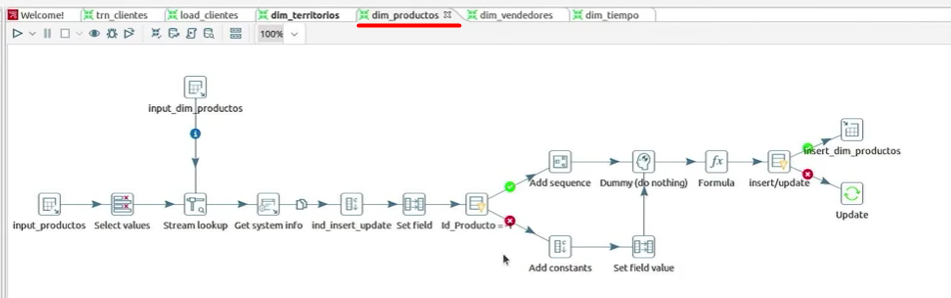 Welcome! trn_clientes load_clientes dim_territorios dim_productos dim_vendedores dim_tiempo
100%
input_dim_productos
insert_dim_productos
Add sequence Dummy (do nothing) Formula insert/update
Update
input_productos Select values Stream lookup Get system info ind_insert_update Set field Id_Producto =
Add constants Set field value